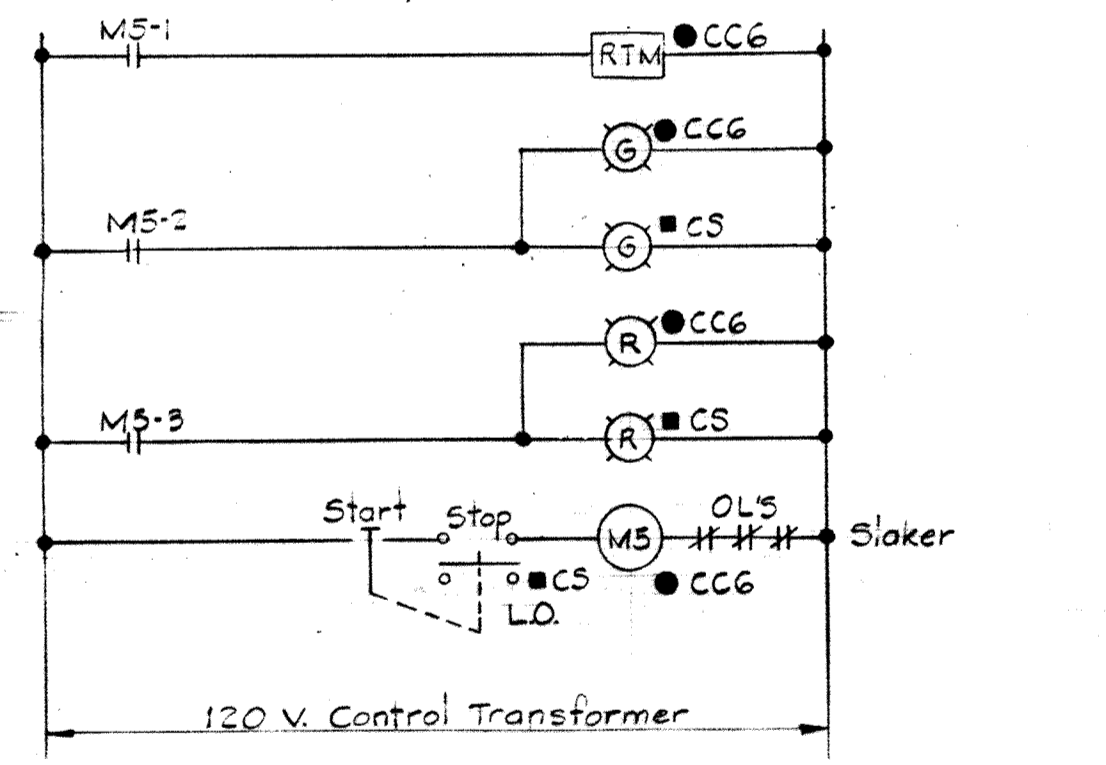 M5-1
RTM CC6
G CC6
M5-2
G CS
R CC6
M5-3
R CS
Start Stop M5 OL'S Slaker
CS CC6
L.O.
120 V. Control Transformer